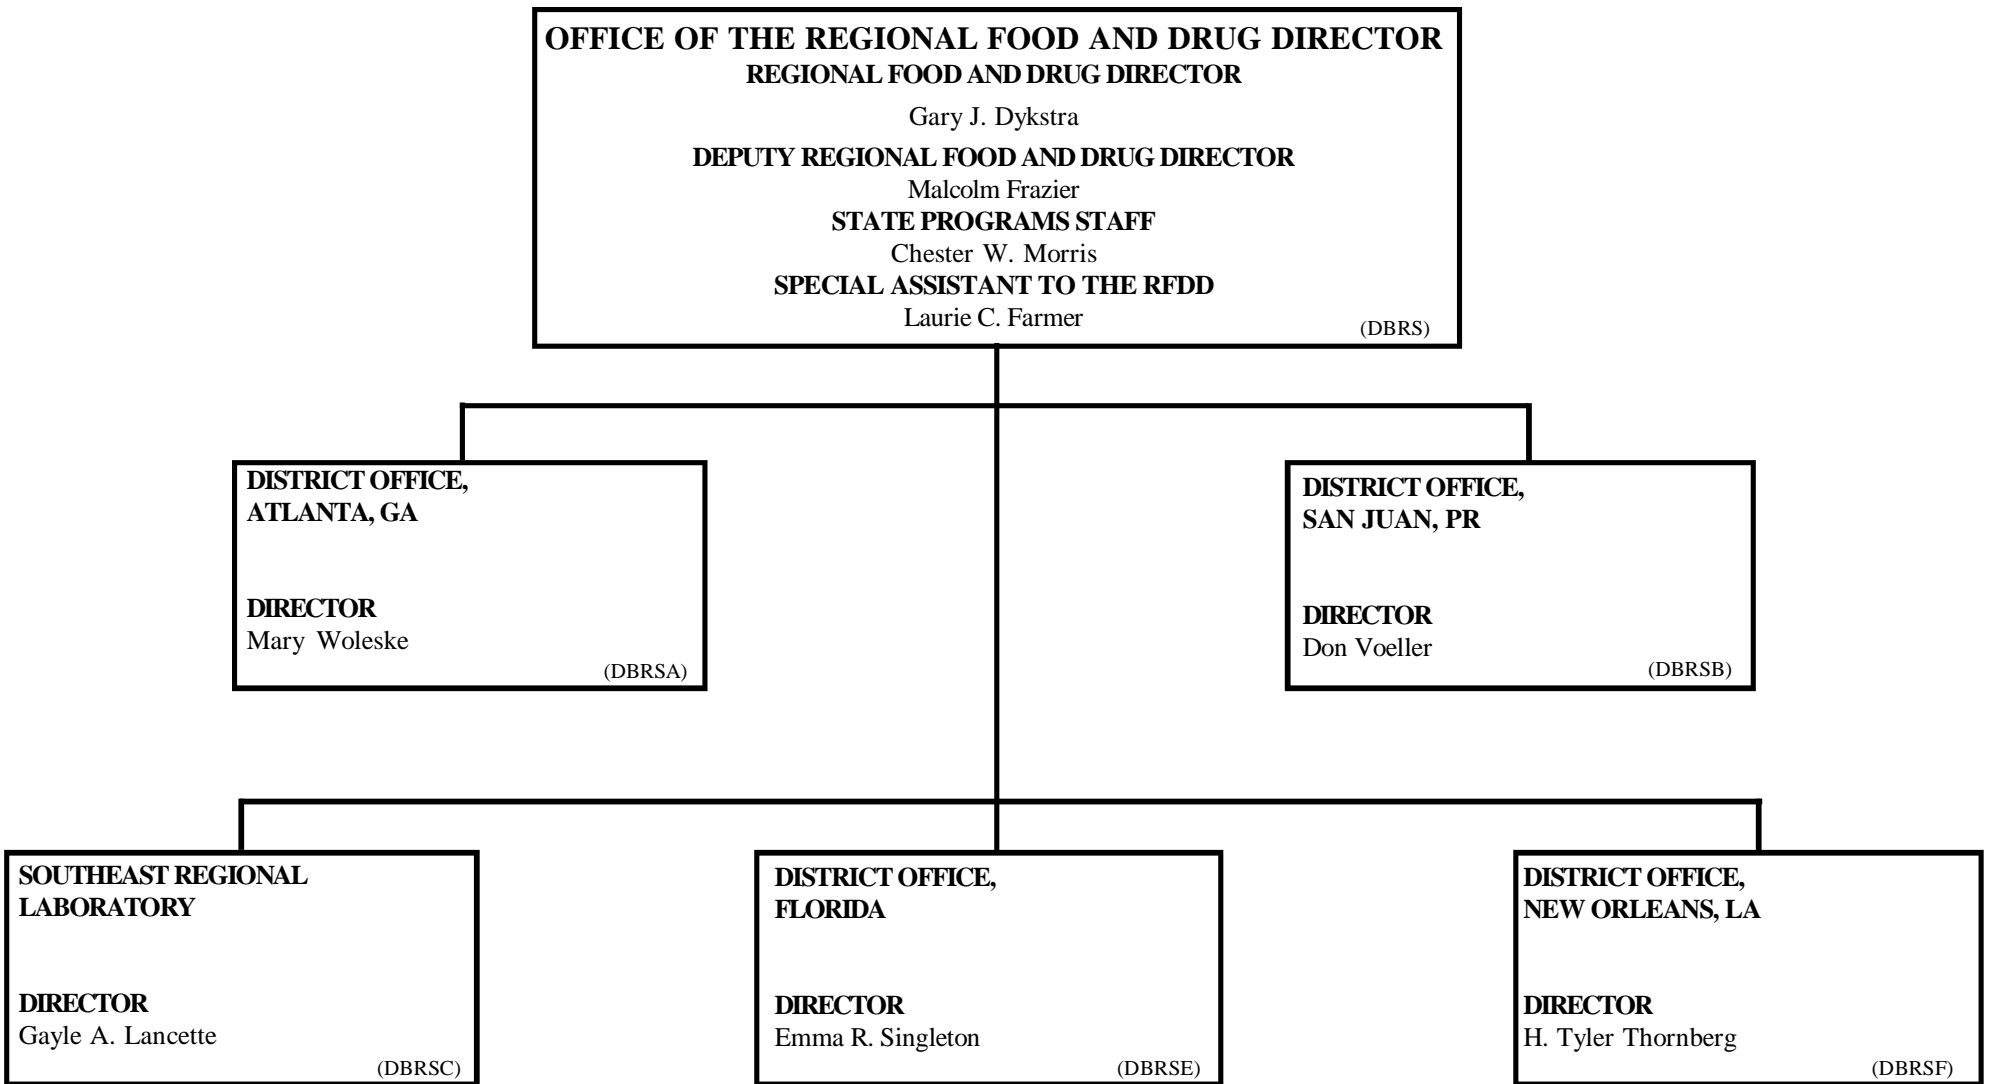 OFFICE OF THE REGIONAL FOOD AND DRUG DIRECTOR
REGIONAL FOOD AND DRUG DIRECTOR
Gary J. Dykstra
DEPUTY REGIONAL FOOD AND DRUG DIRECTOR
Malcolm Frazier
STATE PROGRAMS STAFF
Chester W. Morris
SPECIAL ASSISTANT TO THE RFDD
Laurie C. Farmer
(DBRS)
DISTRICT OFFICE,
ATLANTA, GA
DIRECTOR
Mary Woleske
(DBRSA)
DISTRICT OFFICE,
SAN JUAN, PR
DIRECTOR
Don Voeller
(DBRSB)
SOUTHEAST REGIONAL
LABORATORY
DIRECTOR
Gayle A. Lancette
(DBRSC)
DISTRICT OFFICE,
FLORIDA
DIRECTOR
Emma R. Singleton
(DBRSE)
DISTRICT OFFICE,
NEW ORLEANS, LA
DIRECTOR
H. Tyler Thornberg
(DBRSF)